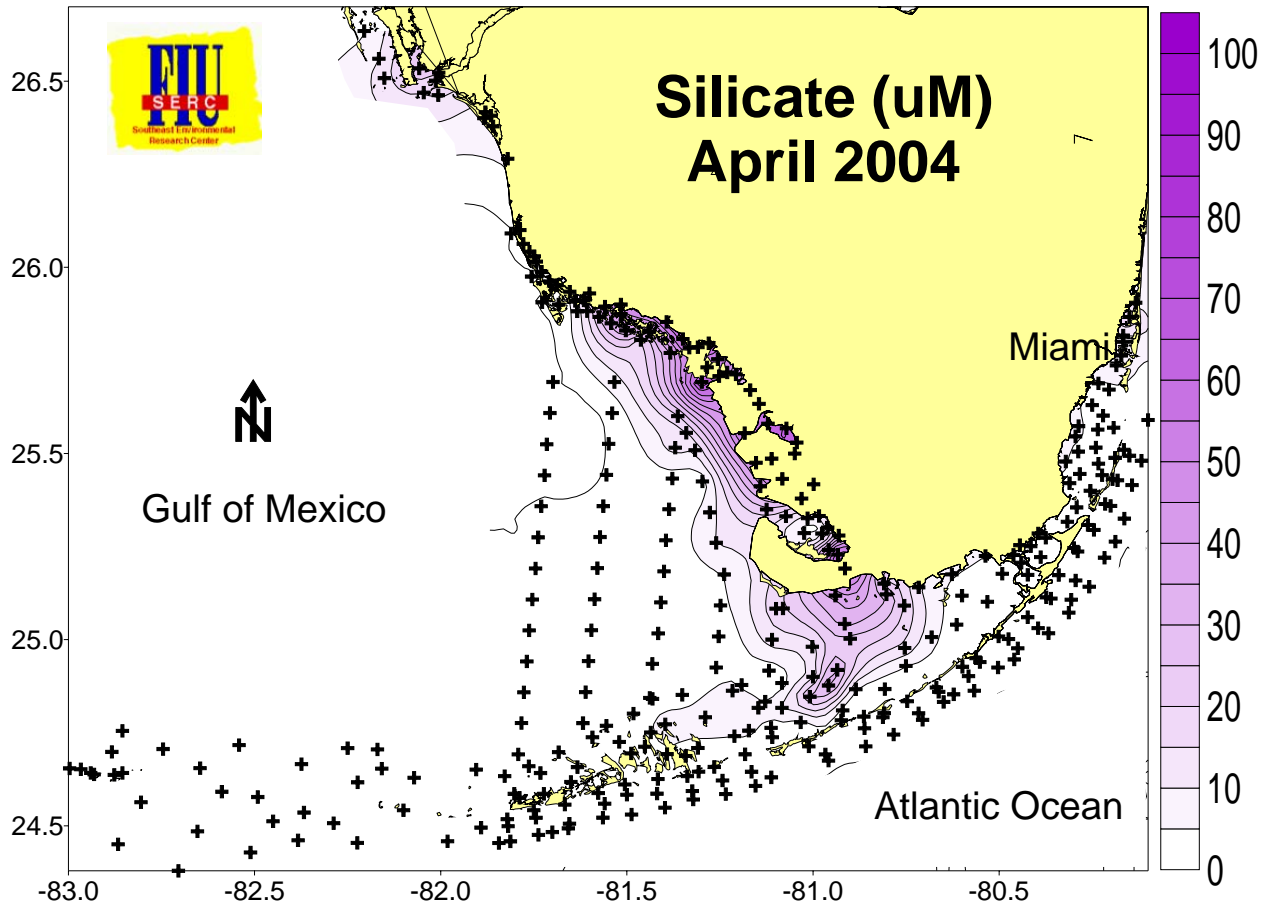 FIU
SERC
Southeast Environmental
Research Center
Silicate (uM)
April 2004
Miami
N
Gulf of Mexico
Atlantic Ocean
26.5
26.0
25.5
25.0
24.5
-83.0
-82.5
-82.0
-81.5
-81.0
-80.5
100
90
80
70
60
50
40
30
20
10
0